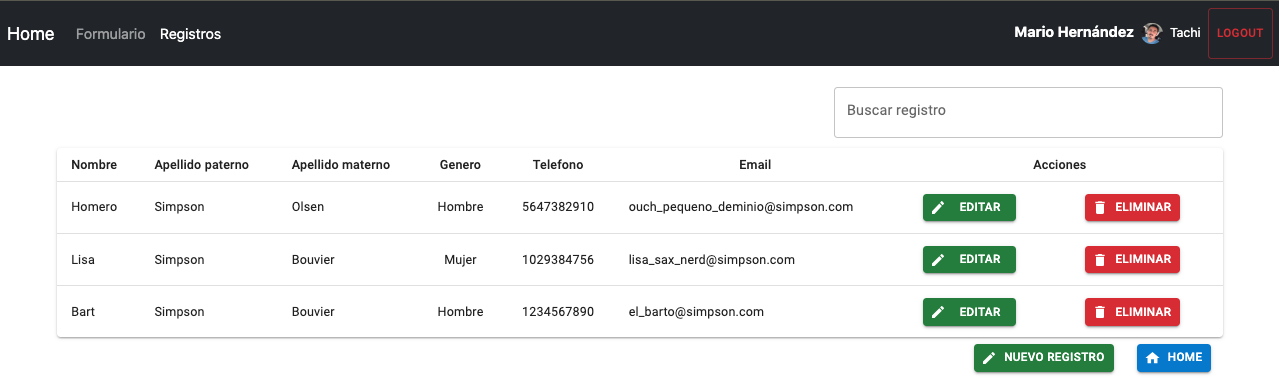 Home Formulario Registros Mario Hernández Tachi LOGOUT
Buscar registro
Nombre Apellido paterno Apellido materno Genero Telefono Email Acciones
Homero Simpson Olsen Hombre 5647382910 ouch_pequeno_deminio@simpson.com EDITAR ELIMINAR
Lisa Simpson Bouvier Mujer 1029384756 lisa_sax_nerd@simpson.com EDITAR ELIMINAR
Bart Simpson Bouvier Hombre 1234567890 el_barto@simpson.com EDITAR ELIMINAR
NUEVO REGISTRO HOME